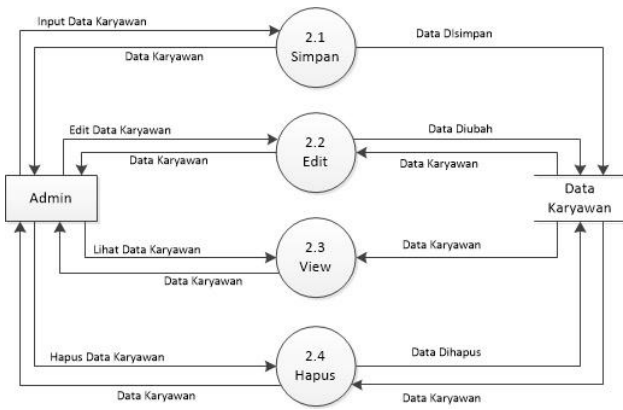 Input Data Karyawan
2.1
Simpan
Data DIsimpan
Data Karyawan
Edit Data Karyawan
2.2
Edit
Data Diubah
Data Karyawan
Data Karyawan
Admin
Data
Karyawan
Lihat Data Karyawan
2.3
View
Data Karyawan
Data Karyawan
Hapus Data Karyawan
2.4
Hapus
Data Dihapus
Data Karyawan
Data Karyawan